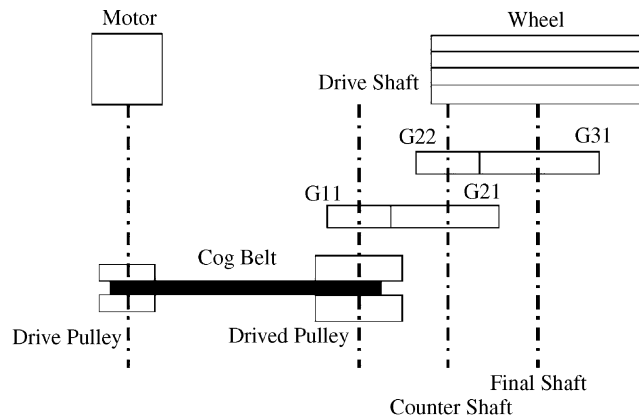 Motor
Wheel
Drive Shaft
G22
G31
G11
G21
Cog Belt
Drive Pulley
Drived Pulley
Final Shaft
Counter Shaft